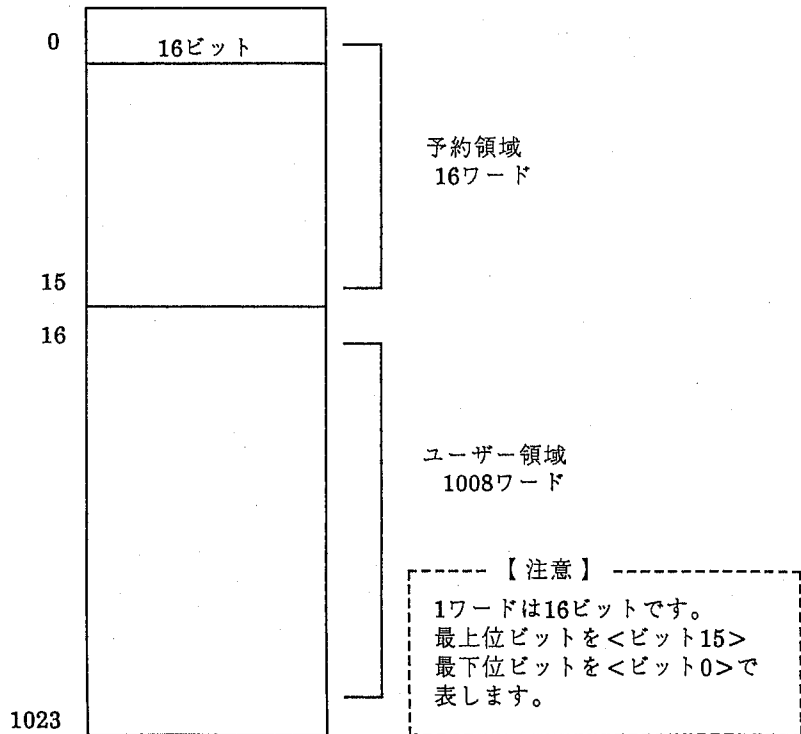 0
16ビット
予約領域
16ワード
15
16
ユーザー領域
1008ワード
【注意】
1ワードは16ビットです。
最上位ビットを<ビット15>
最下位ビットを<ビット0>で
表します。
1023